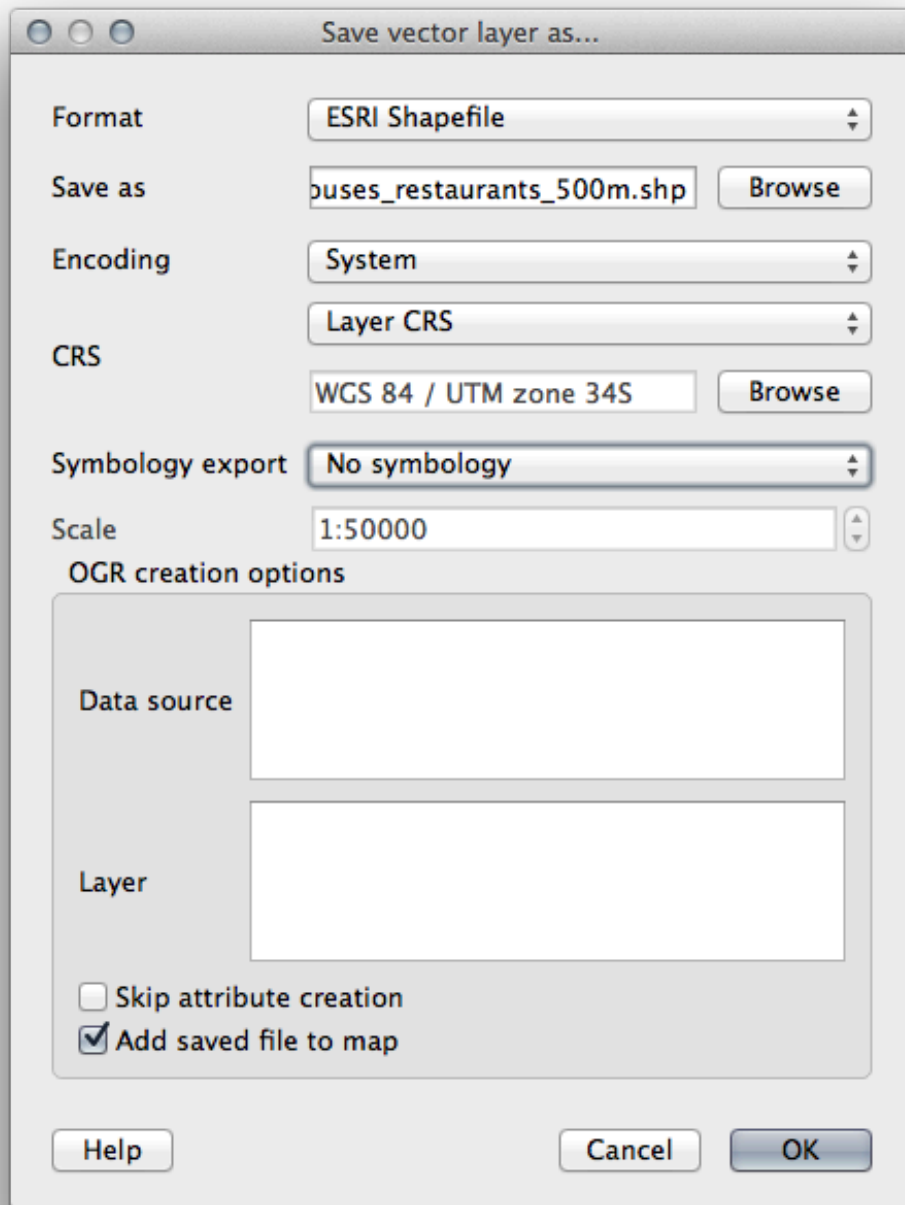 Save vector layer as...
Format ESRI Shapefile
Save as ouses_restaurants_500m.shp Browse
Encoding System
Layer CRS
CRS
WGS 84 / UTM zone 34S Browse
Symbology export No symbology
Scale 1:50000
OGR creation options
Data source
Layer
Skip attribute creation
Add saved file to map
Help Cancel OK